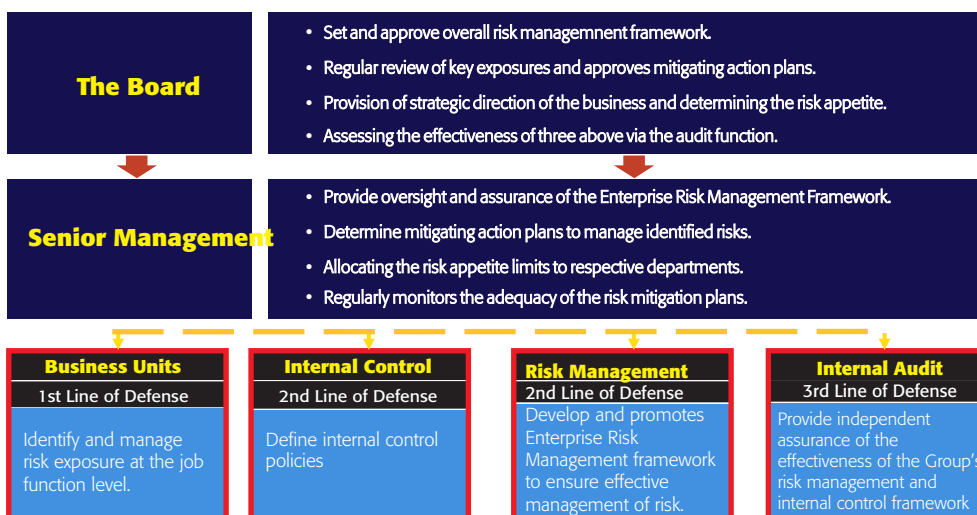 The Board
• Set and approve overall risk managemnent framework.
• Regular review of key exposures and approves mitigating action plans.
• Provision of strategic direction of the business and determining the risk appetite.
• Assessing the effectiveness of three above via the audit function.
Senior Management
• Provide oversight and assurance of the Enterprise Risk Management Framework.
• Determine mitigating action plans to manage identified risks.
• Allocating the risk appetite limits to respective departments.
• Regularly monitors the adequacy of the risk mitigation plans.
Business Units
1st Line of Defense
Identify and manage
risk exposure at the job
function level.
Internal Control
2nd Line of Defense
Define internal control
policies
Risk Management
2nd Line of Defense
Develop and promotes
Enterprise Risk
Management framework
to ensure effective
management of risk.
Internal Audit
3rd Line of Defense
Provide independent
assurance of the
effectiveness of the Group's
risk management and
internal control framework